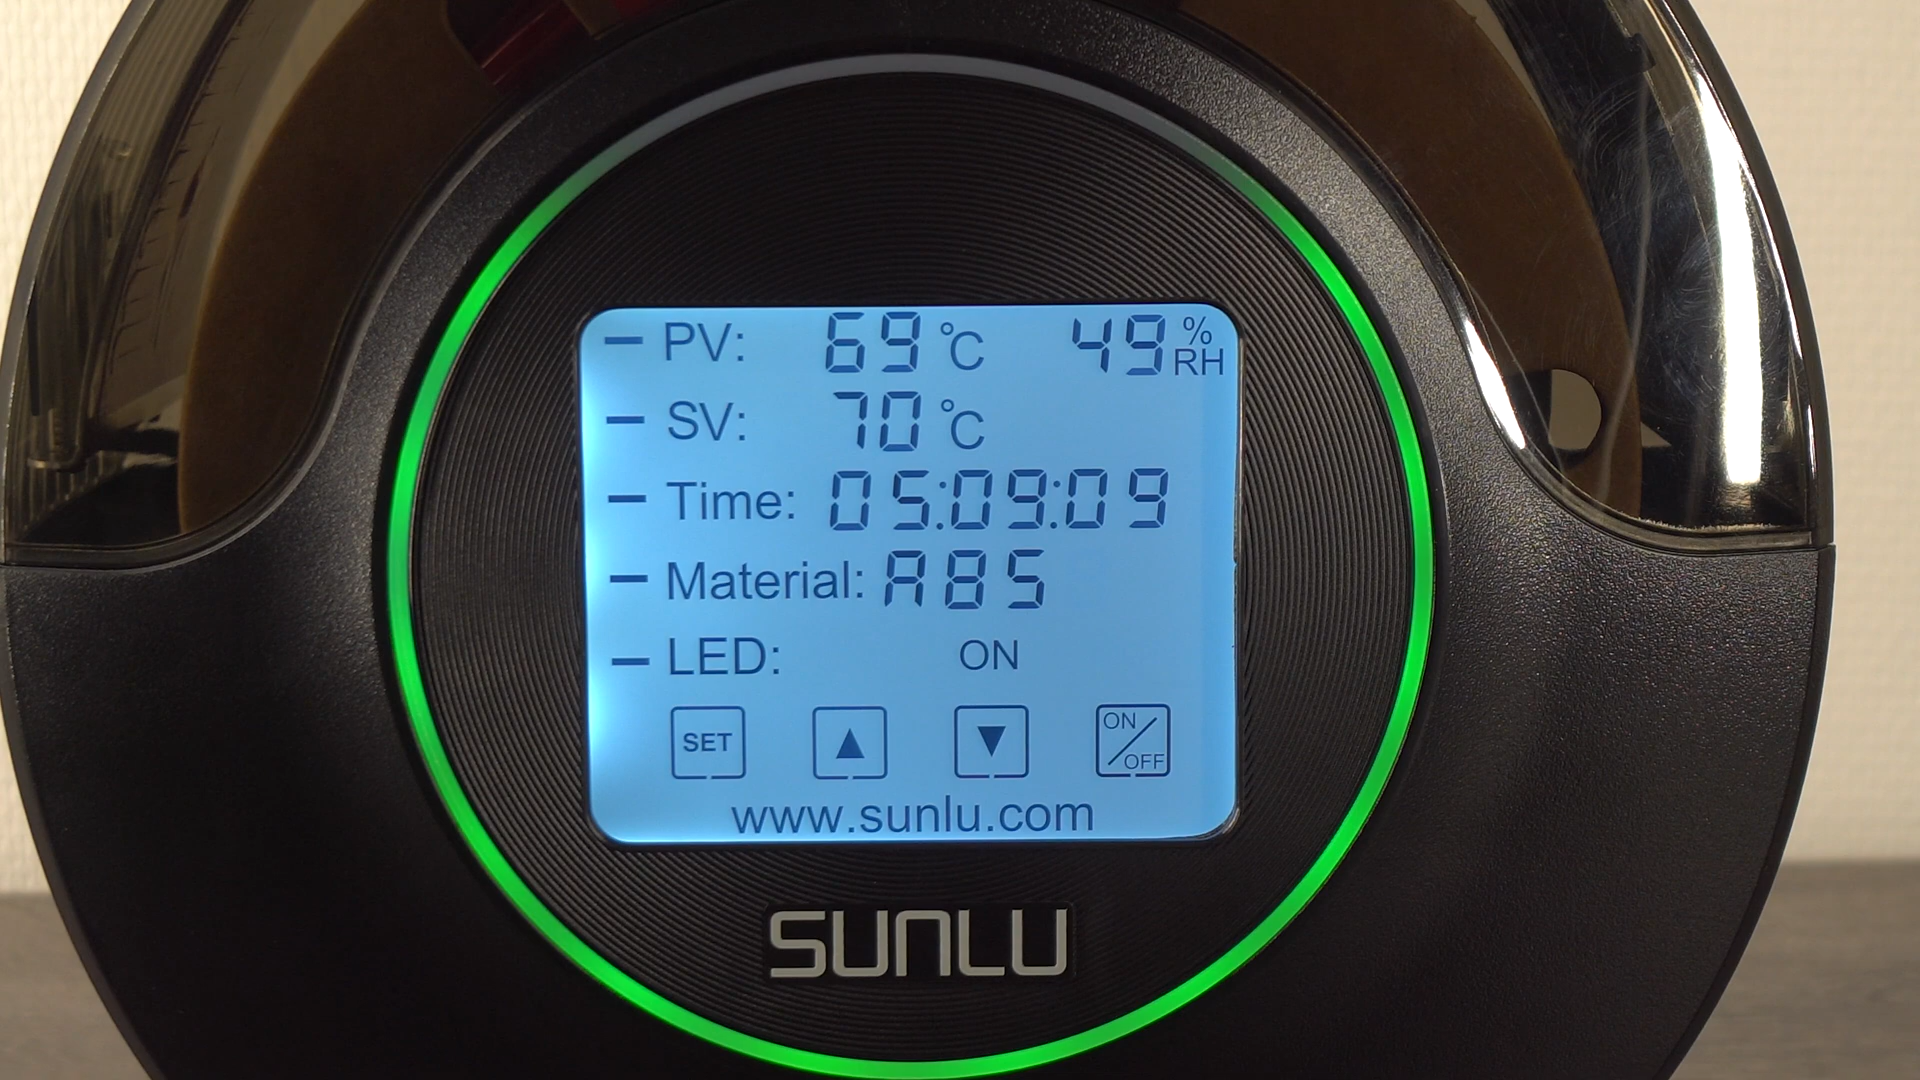 PV: 69 °C 49 % RH
SV: 70 °C
Time: 05:09:09
Material: ABS
LED: ON
SET ▲ ▼ ON/OFF
www.sunlu.com
SUNLU